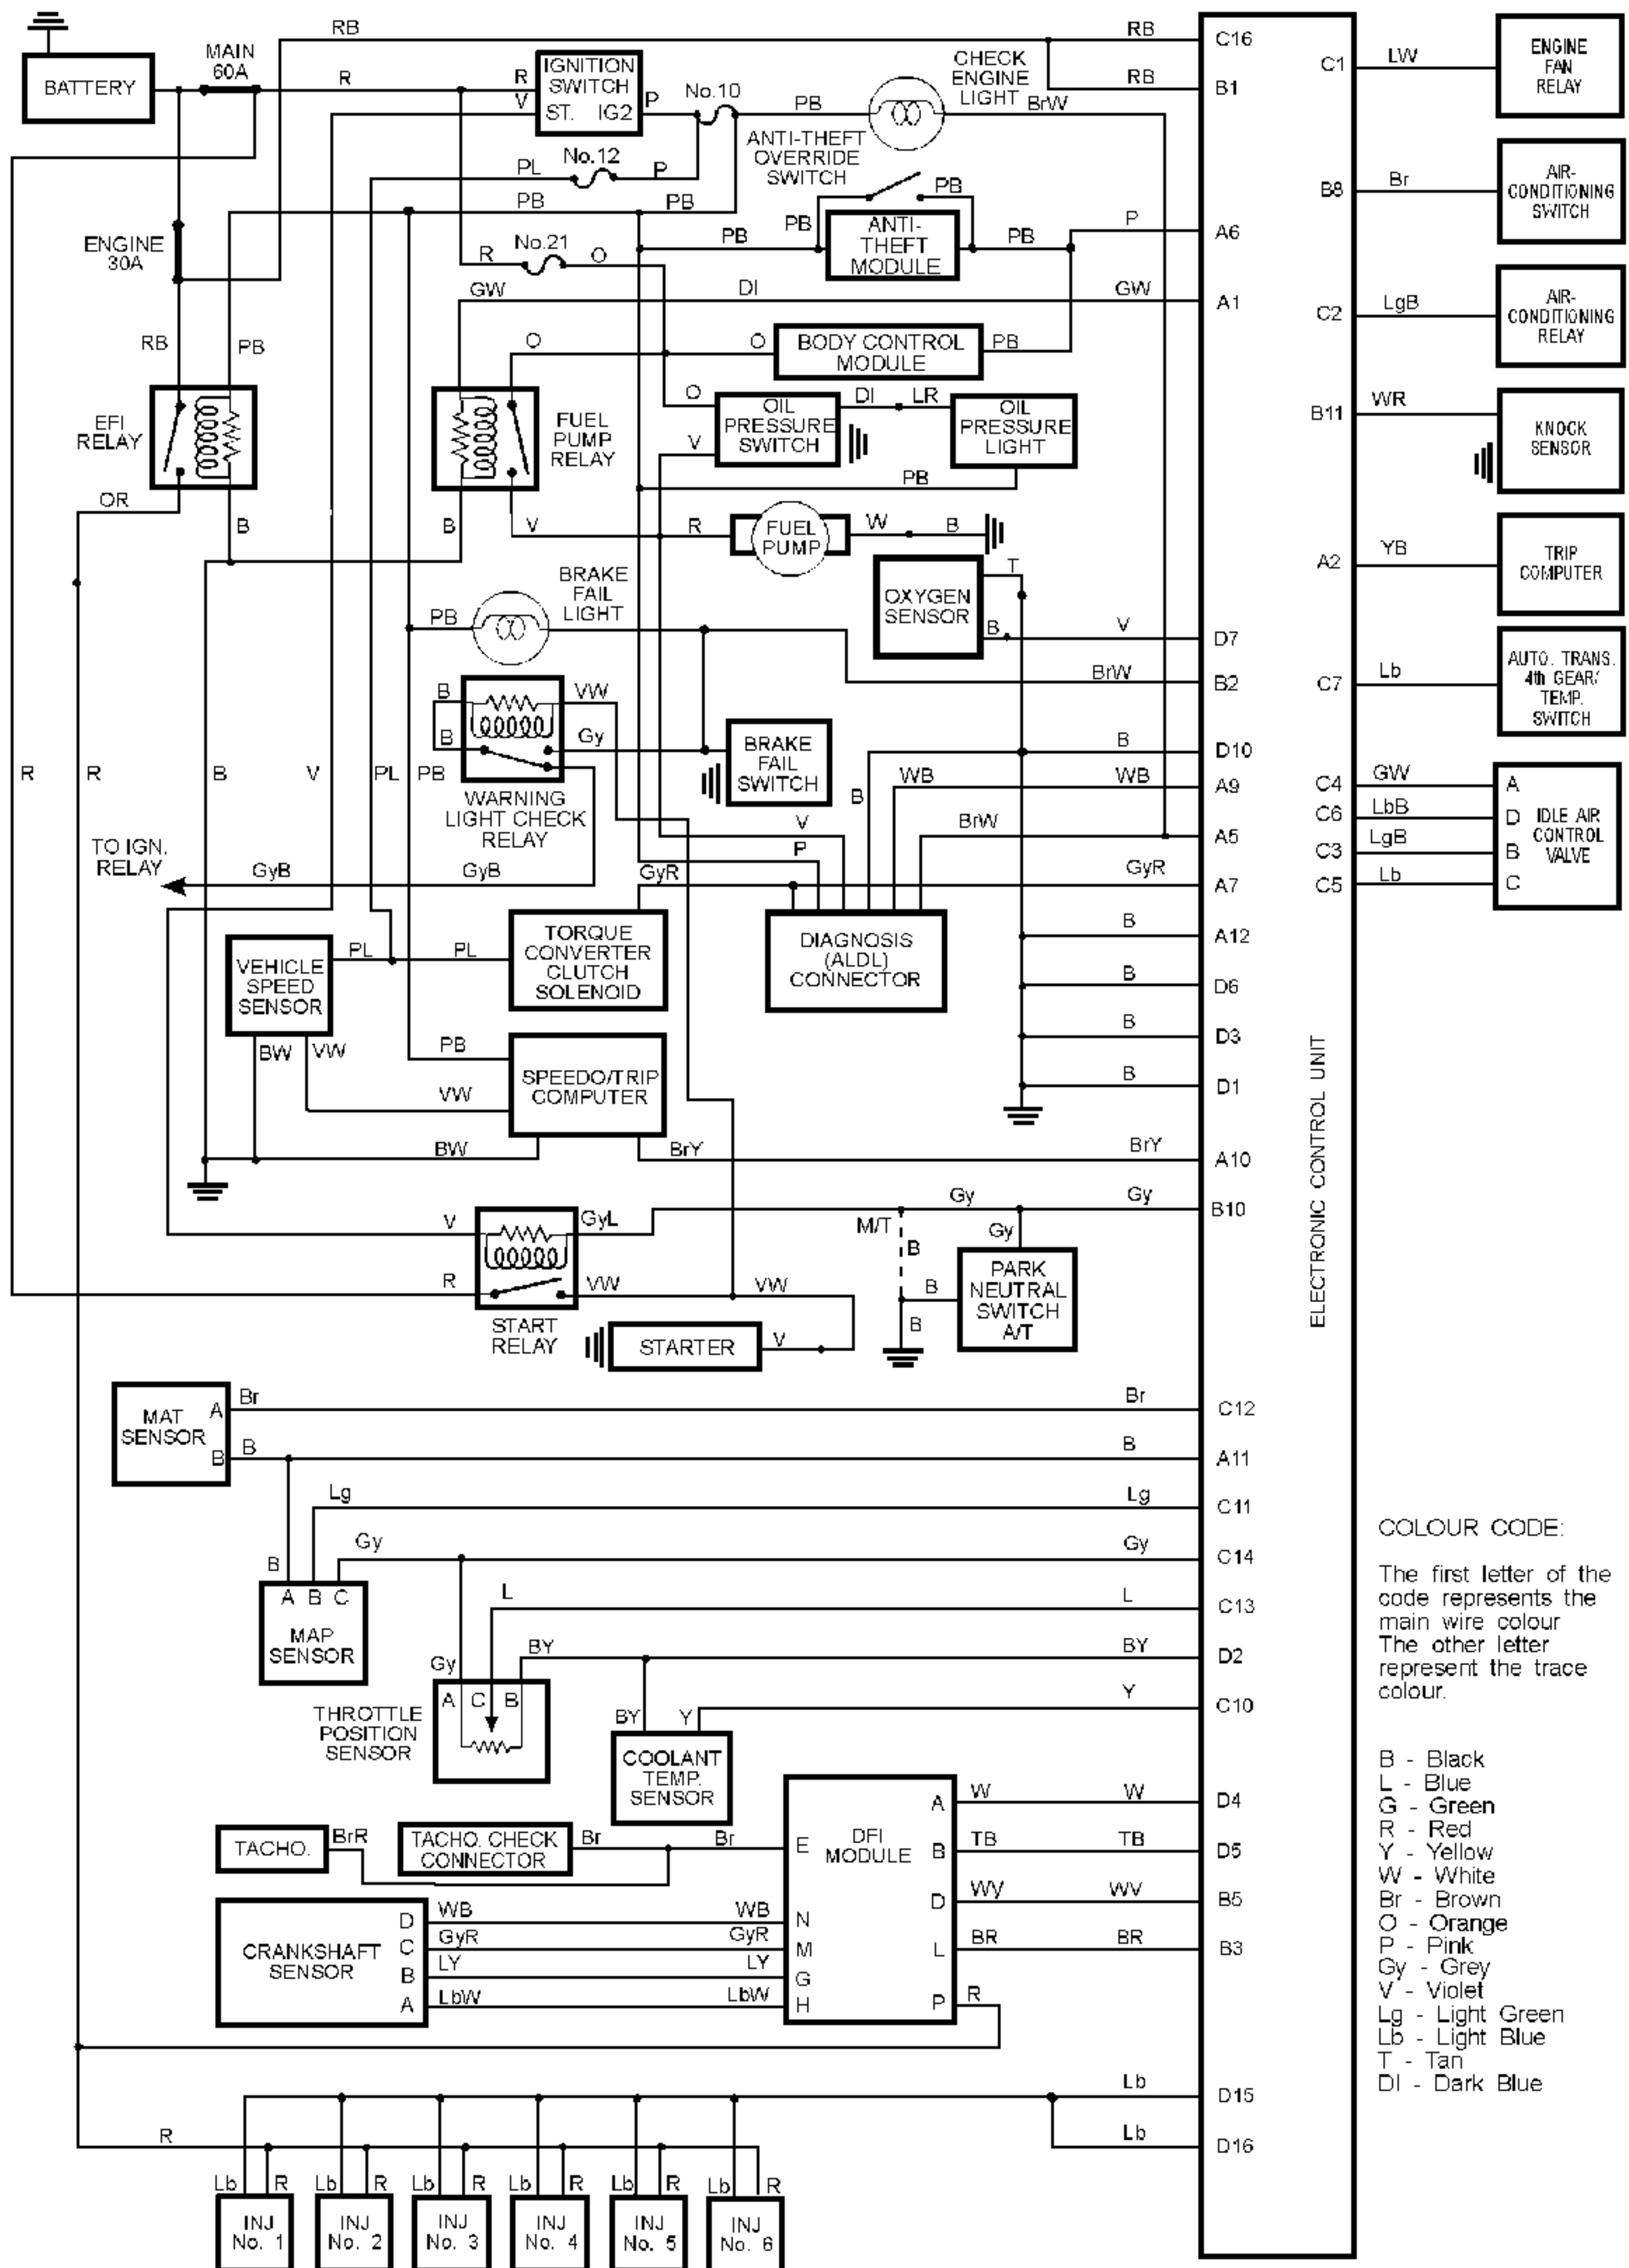 RB
RB
C16
MAIN
60A
BATTERY
R
R
V
IGNITION
SWITCH
ST. IG2
P
No.10
PB
CHECK
ENGINE
LIGHT
BrW
RB
B1
C1
LW
ENGINE
FAN
RELAY
PL
No.12
P
ANTI-THEFT
OVERRIDE
SWITCH
PB
B8
Br
AIR-
CONDITIONING
SWITCH
PB
PB
PB
PB
ANTI-
THEFT
MODULE
PB
P
A6
ENGINE
30A
R
No.21
O
GW
DI
GW
A1
C2
LgB
AIR-
CONDITIONING
RELAY
RB
PB
O
O
BODY CONTROL
MODULE
PB
EFI
RELAY
FUEL
PUMP
RELAY
O
V
OIL
PRESSURE
SWITCH
DI
LR
OIL
PRESSURE
LIGHT
PB
B11
WR
KNOCK
SENSOR
OR
B
B
V
R
FUEL
PUMP
W
B
A2
YB
TRIP
COMPUTER
BRAKE
FAIL
LIGHT
PB
OXYGEN
SENSOR
T
B
V
D7
BrW
B2
C7
Lb
AUTO. TRANS.
4th GEAR/
TEMP.
SWITCH
B
B
VW
Gy
WARNING
LIGHT CHECK
RELAY
BRAKE
FAIL
SWITCH
B
D10
R
R
B
V
PL
PB
B
WB
WB
A9
C4
GW
A
C6
LbB
D
C3
LgB
B
C5
Lb
C
IDLE AIR
CONTROL
VALVE
V
P
BrW
A5
TO IGN.
RELAY
GyB
GyB
GyR
GyR
A7
VEHICLE
SPEED
SENSOR
PL
PL
TORQUE
CONVERTER
CLUTCH
SOLENOID
DIAGNOSIS
(ALDL)
CONNECTOR
B
A12
B
D6
B
D3
B
D1
BW
VW
PB
VW
SPEEDO/TRIP
COMPUTER
BW
BrY
BrY
A10
ELECTRONIC CONTROL UNIT
V
GyL
R
VW
VW
START
RELAY
STARTER
V
Gy
Gy
B10
M/T
B
Gy
B
B
PARK
NEUTRAL
SWITCH
A/T
MAT
SENSOR
A
B
Br
Br
C12
B
B
A11
Lg
Lg
C11
B
Gy
Gy
C14
A B C
MAP
SENSOR
L
L
C13
Gy
BY
BY
D2
A C B
THROTTLE
POSITION
SENSOR
BY
Y
Y
C10
COOLANT
TEMP.
SENSOR
TACHO.
BrR
TACHO. CHECK
CONNECTOR
Br
Br
E
DFI
MODULE
A
W
W
D4
B
TB
TB
D5
D
WV
WV
B5
L
BR
BR
B3
P
R
CRANKSHAFT
SENSOR
D
WB
WB
N
C
GyR
GyR
M
B
LY
LY
G
A
LbW
LbW
H
Lb
D15
Lb
D16
R
Lb R
Lb R
Lb R
Lb R
Lb R
Lb R
INJ
No. 1
INJ
No. 2
INJ
No. 3
INJ
No. 4
INJ
No. 5
INJ
No. 6
COLOUR CODE:
The first letter of the
code represents the
main wire colour
The other letter
represent the trace
colour.
B - Black
L - Blue
G - Green
R - Red
Y - Yellow
W - White
Br - Brown
O - Orange
P - Pink
Gy - Grey
V - Violet
Lg - Light Green
Lb - Light Blue
T - Tan
DI - Dark Blue